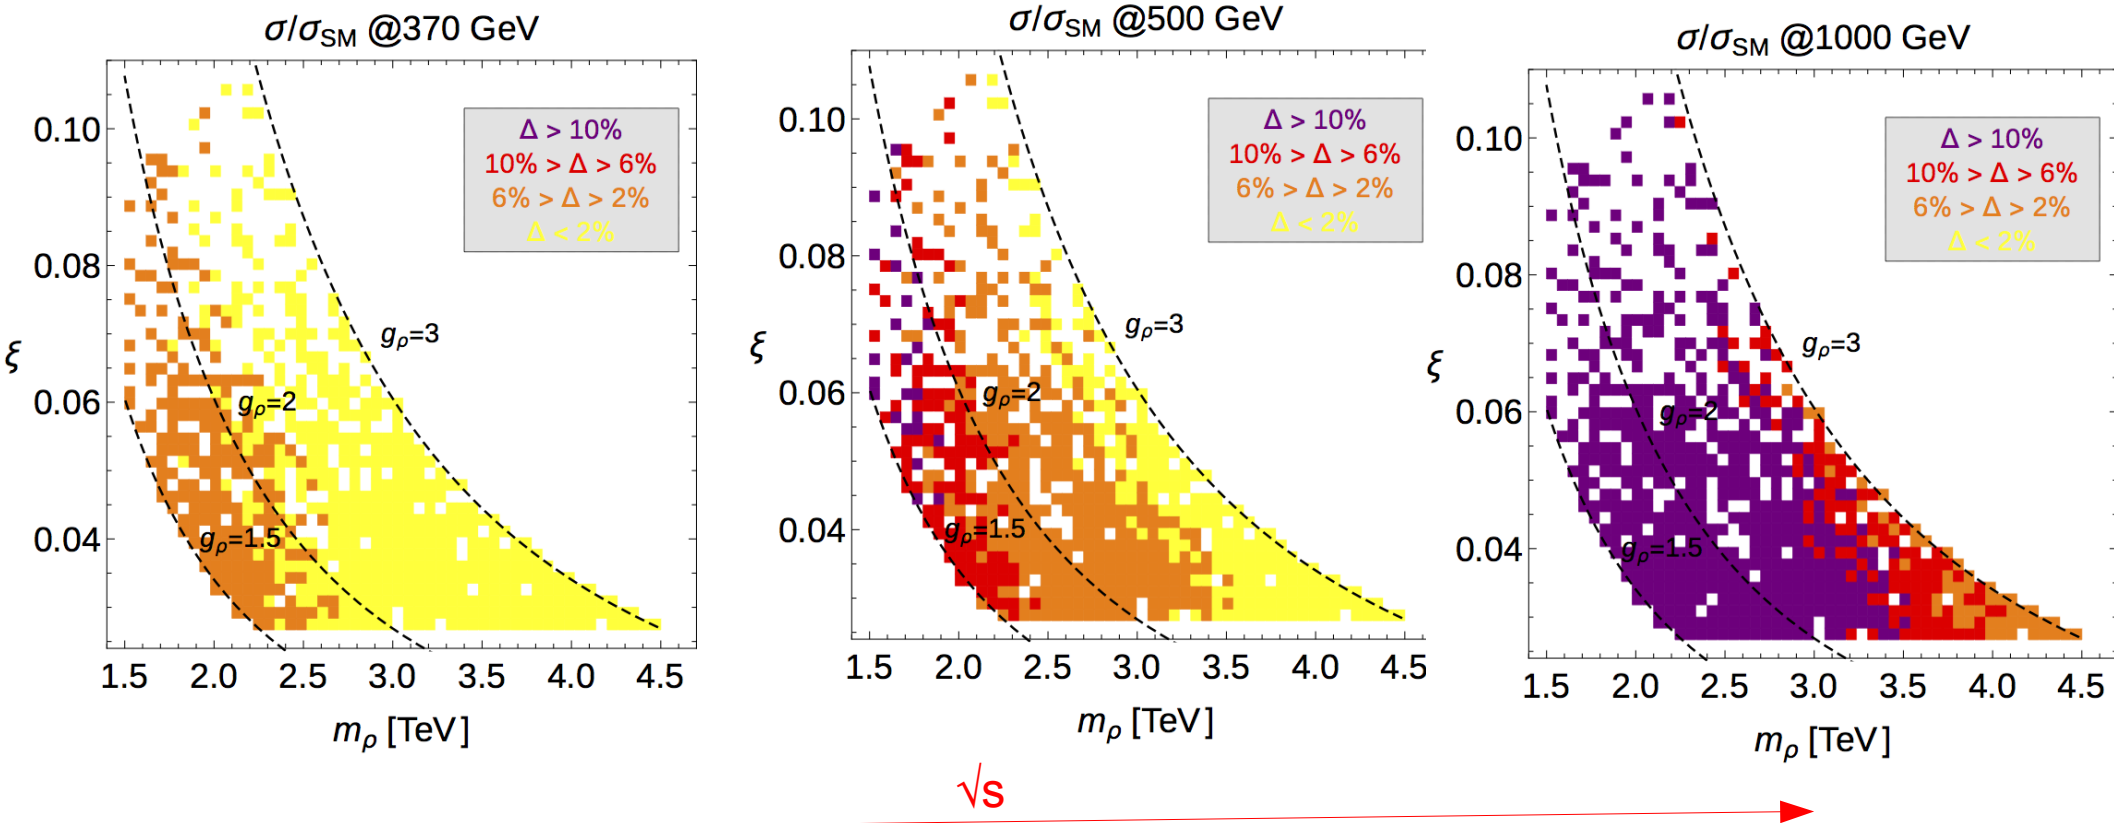 σ/σSM @370 GeV
0.10
0.08
0.06
0.04
ξ
Δ > 10%
10% > Δ > 6%
6% > Δ > 2%
Δ < 2%
gρ=3
gρ=2
gρ=1.5
1.5 2.0 2.5 3.0 3.5 4.0 4.5
mρ [TeV]
σ/σSM @500 GeV
0.10
0.08
0.06
0.04
ξ
Δ > 10%
10% > Δ > 6%
6% > Δ > 2%
Δ < 2%
gρ=3
gρ=2
gρ=1.5
1.5 2.0 2.5 3.0 3.5 4.0 4.5
mρ [TeV]
σ/σSM @1000 GeV
0.10
0.08
0.06
0.04
ξ
Δ > 10%
10% > Δ > 6%
6% > Δ > 2%
Δ < 2%
gρ=3
gρ=2
gρ=1.5
1.5 2.0 2.5 3.0 3.5 4.0 4.5
mρ [TeV]
√s